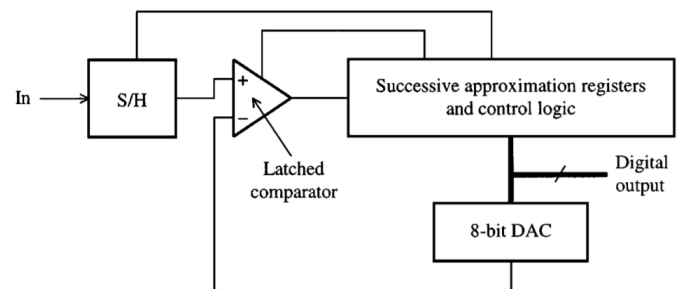 Successive approximation registers
and control logic
In
S/H
+
−
Latched
comparator
Digital
output
8-bit DAC